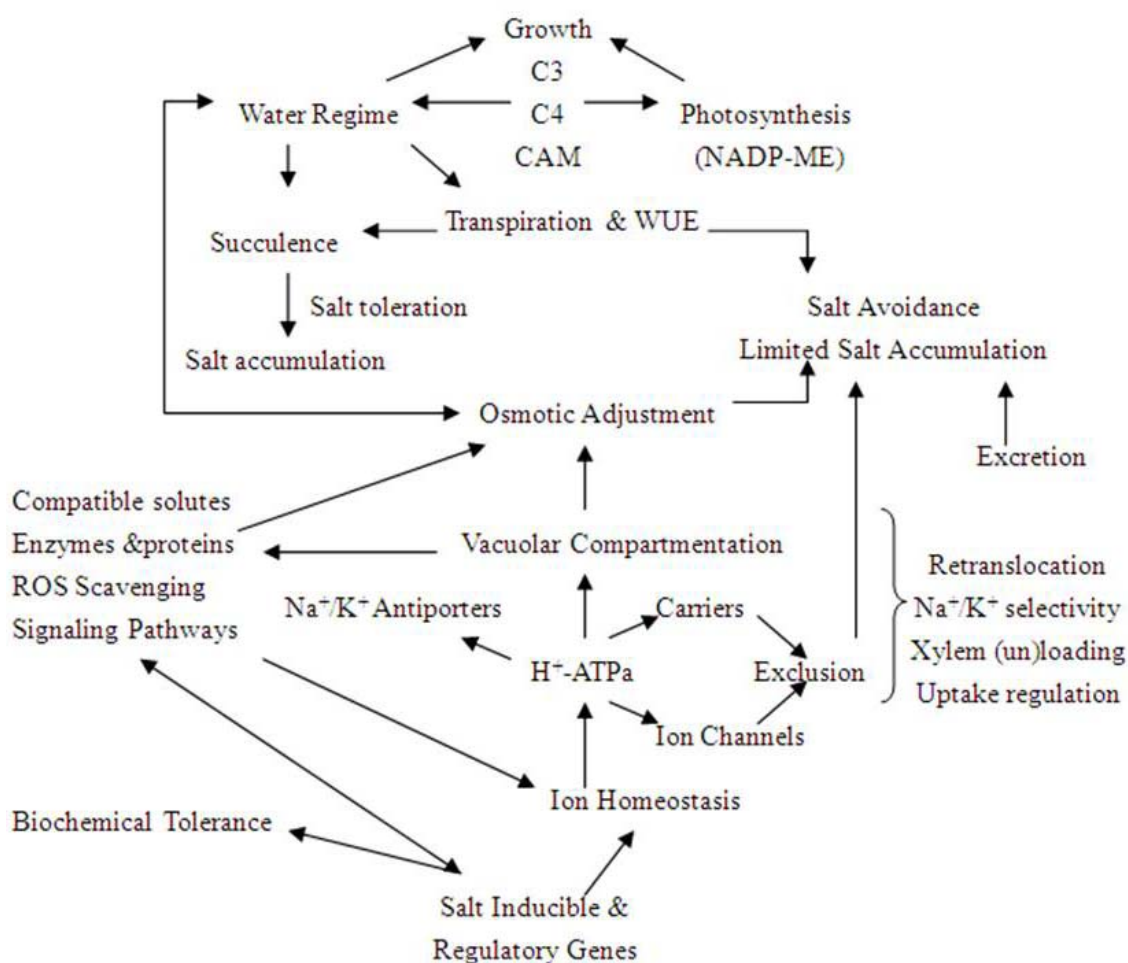 Growth
C3
Water Regime
C4
Photosynthesis
CAM
(NADP-ME)
Transpiration & WUE
Succulence
Salt toleration
Salt Avoidance
Salt accumulation
Limited Salt Accumulation
Osmotic Adjustment
Excretion
Compatible solutes
Enzymes &proteins
ROS Scavenging
Signaling Pathways
Vacuolar Compartmentation
Na⁺/K⁺ Antiporters
Carriers
H⁺-ATPa
Exclusion
Ion Channels
Retranslocation
Na⁺/K⁺ selectivity
Xylem (un)loading
Uptake regulation
Ion Homeostasis
Biochemical Tolerance
Salt Inducible &
Regulatory Genes